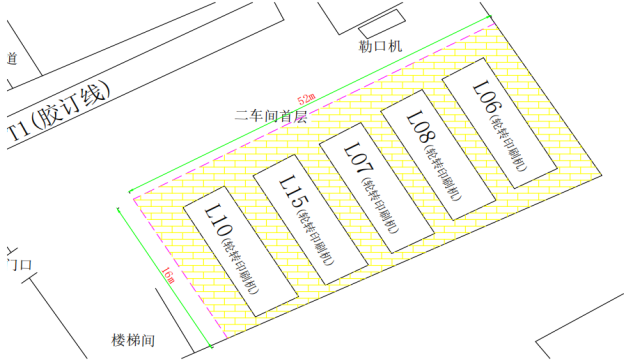 道
勒口机
T1(胶订线)
52m
二车间首层
L06(轮转印刷机)
L08(轮转印刷机)
L07(轮转印刷机)
L15(轮转印刷机)
L10(轮转印刷机)
16m
门口
楼梯间